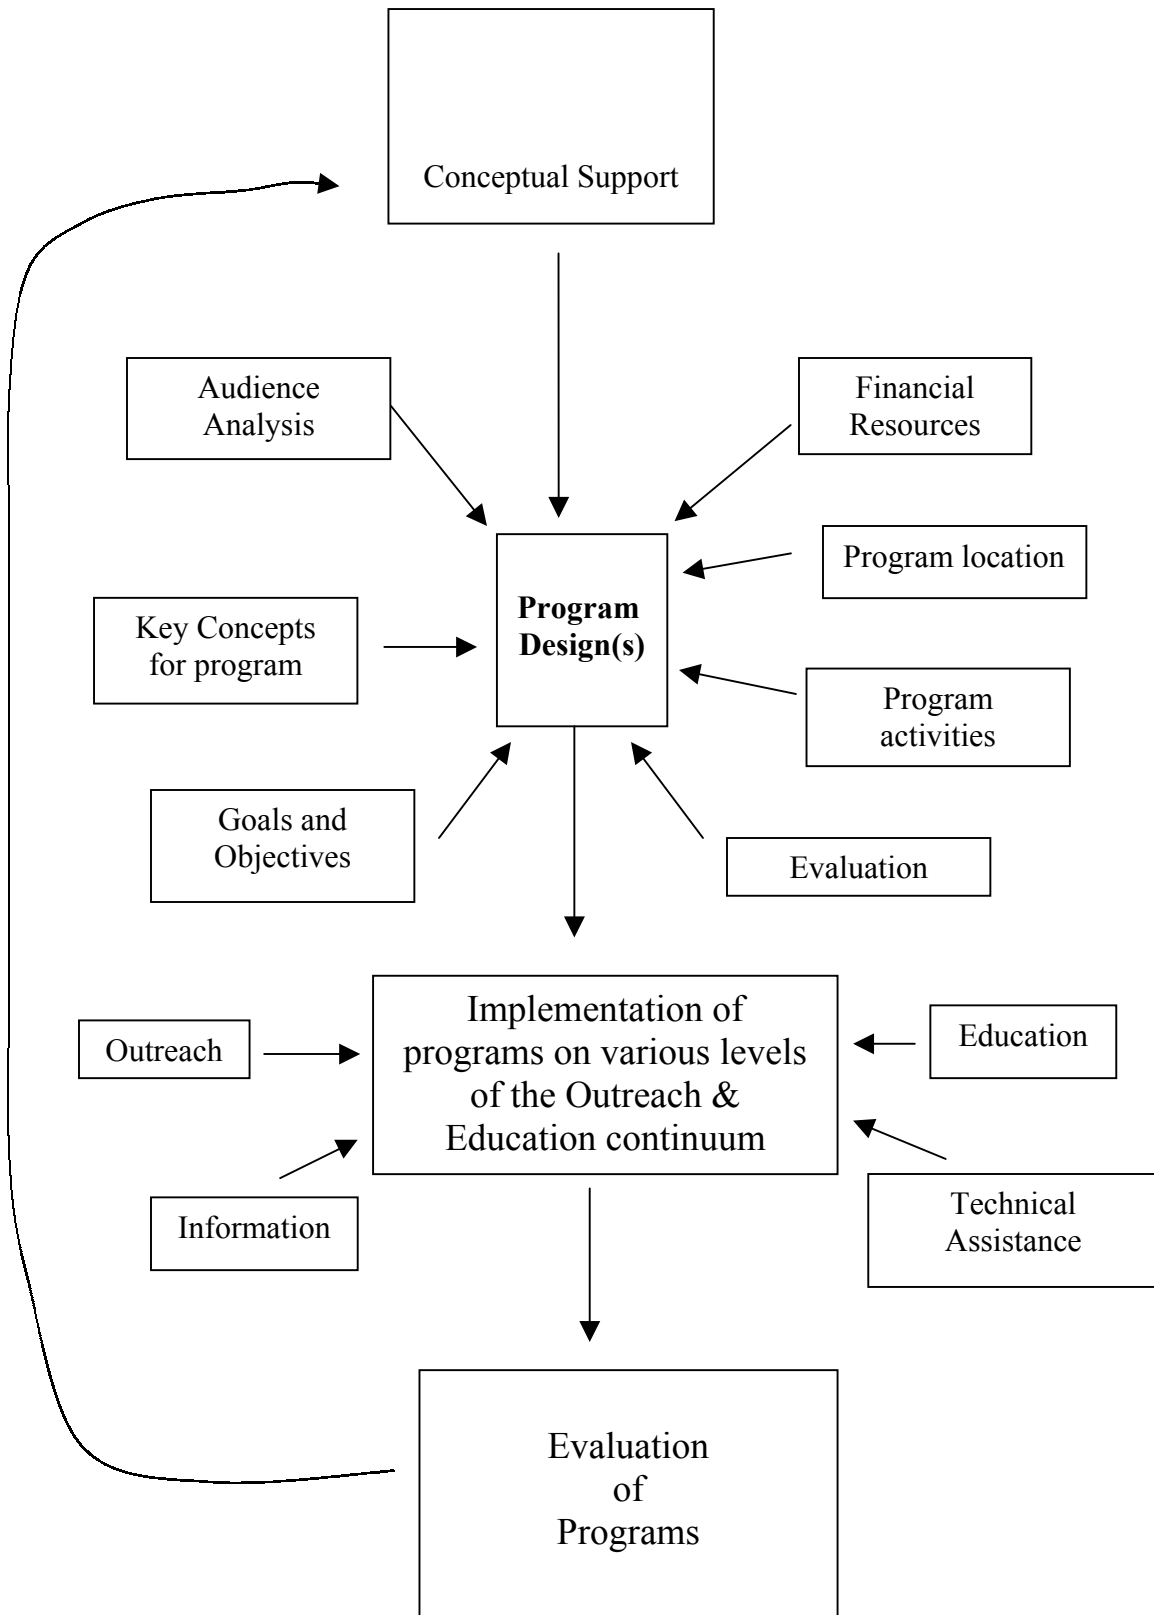 Conceptual Support
Audience
Analysis
Financial
Resources
Program location
Program
Design(s)
Key Concepts
for program
Program
activities
Goals and
Objectives
Evaluation
Implementation of
programs on various levels
of the Outreach &
Education continuum
Outreach
Education
Information
Technical
Assistance
Evaluation
of
Programs